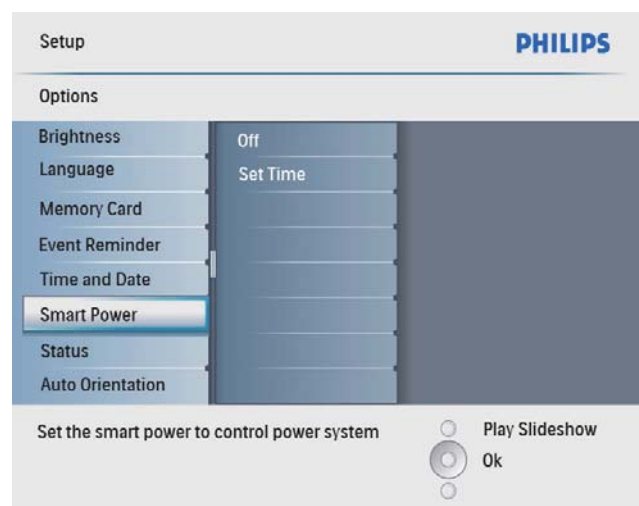 Setup
PHILIPS
Options
Brightness
Off
Language
Set Time
Memory Card
Event Reminder
Time and Date
Smart Power
Status
Auto Orientation
Set the smart power to control power system
Play Slideshow
Ok